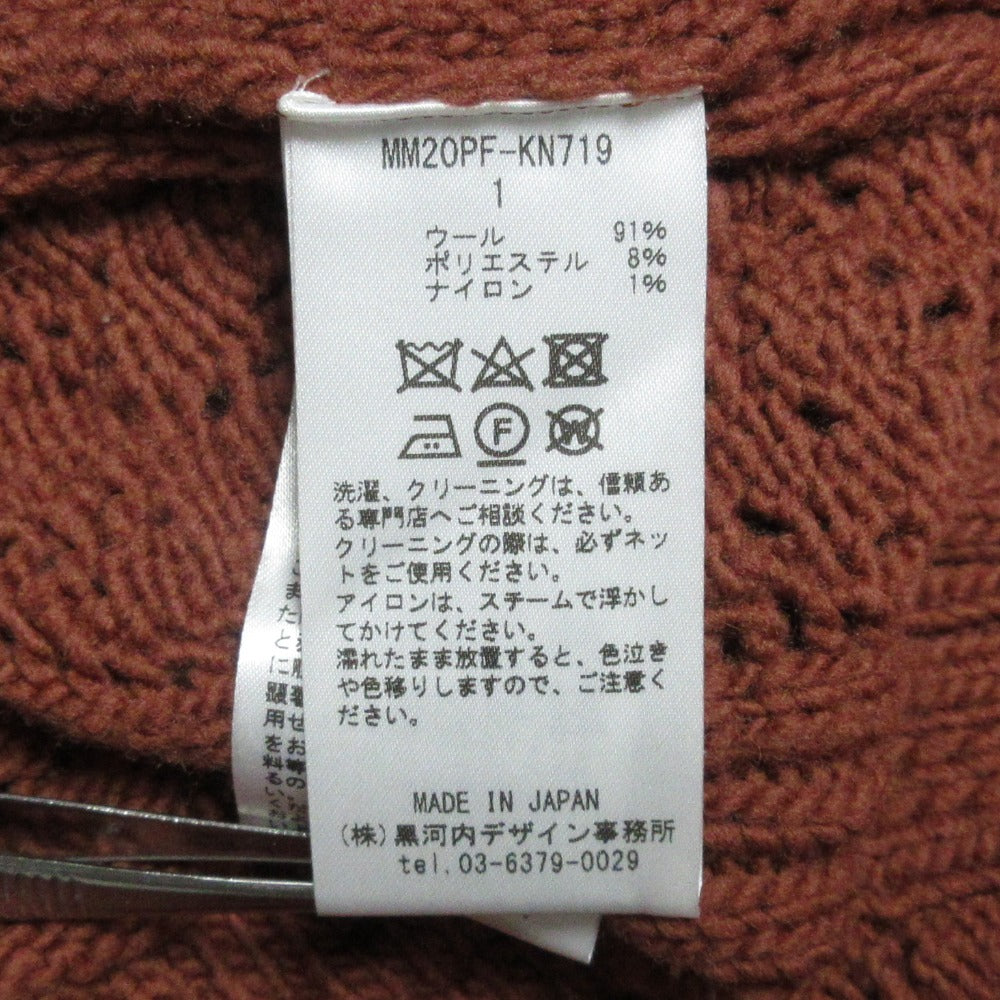 MM20PF-KN719
1
ウール 91%
ポリエステル 8%
ナイロン 1%
F
W
洗濯、クリーニングは、信頼あ
る専門店へご相談ください。
クリーニングの際は、必ずネッ
トをご使用ください。
アイロンは、スチームで浮かし
てかけてください。
濡れたまま放置すると、色泣き
や色移りしますので、ご注意く
ださい。
MADE IN JAPAN
(株)黒河内デザイン事務所
tel.03-6379-0029